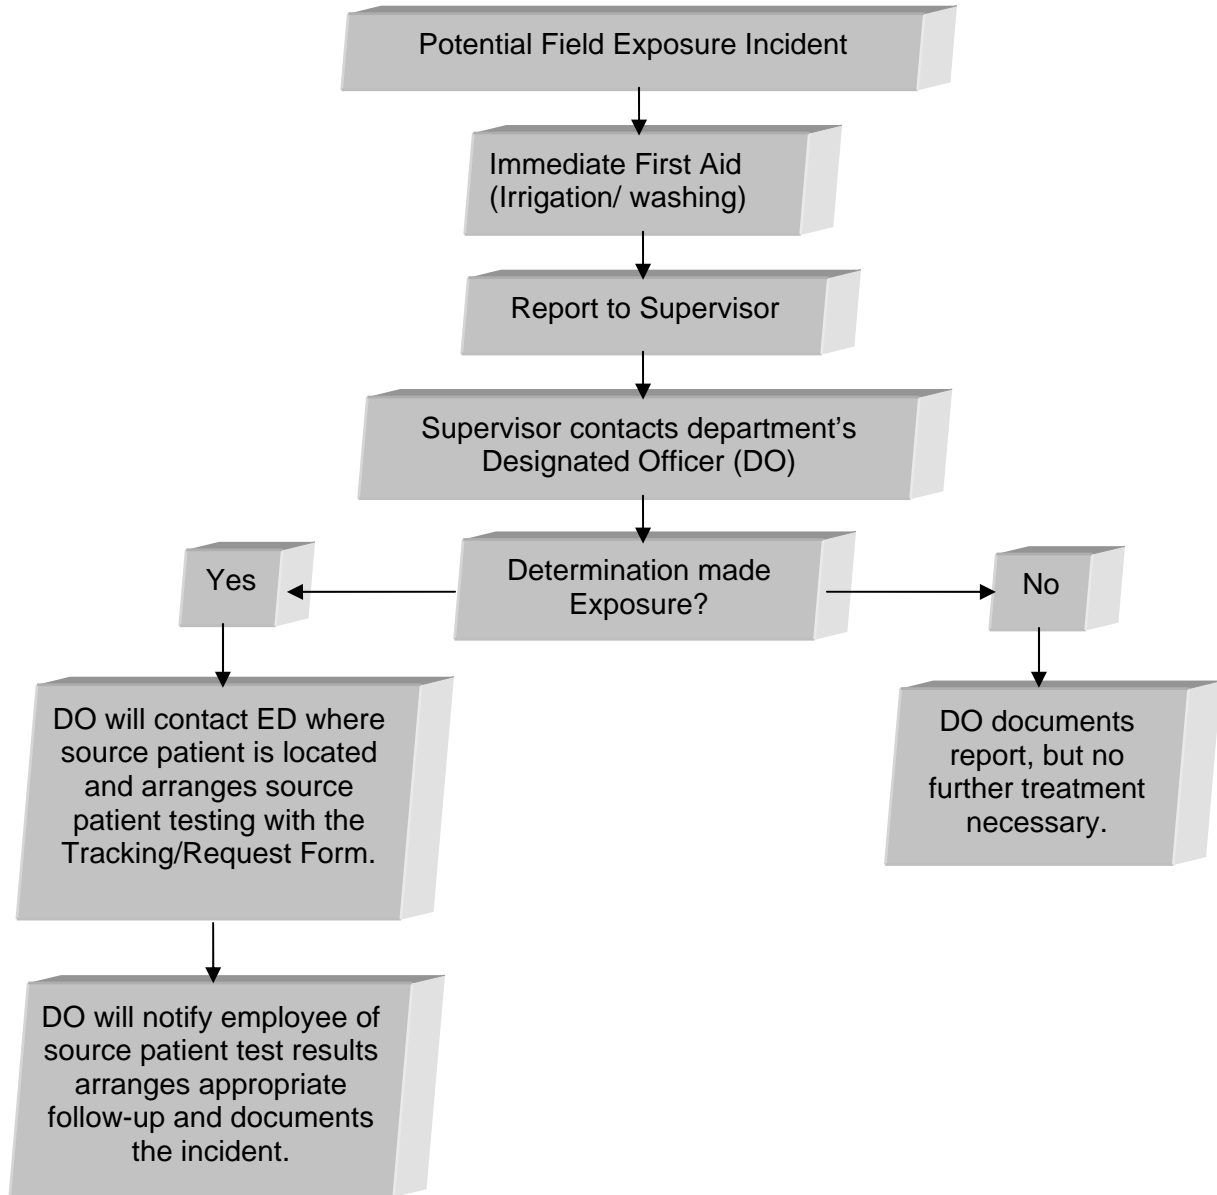 Potential Field Exposure Incident
Immediate First Aid
(Irrigation/ washing)
Report to Supervisor
Supervisor contacts department’s
Designated Officer (DO)
Determination made
Exposure?
Yes
No
DO will contact ED where
source patient is located
and arranges source
patient testing with the
Tracking/Request Form.
DO documents
report, but no
further treatment
necessary.
DO will notify employee of
source patient test results
arranges appropriate
follow-up and documents
the incident.